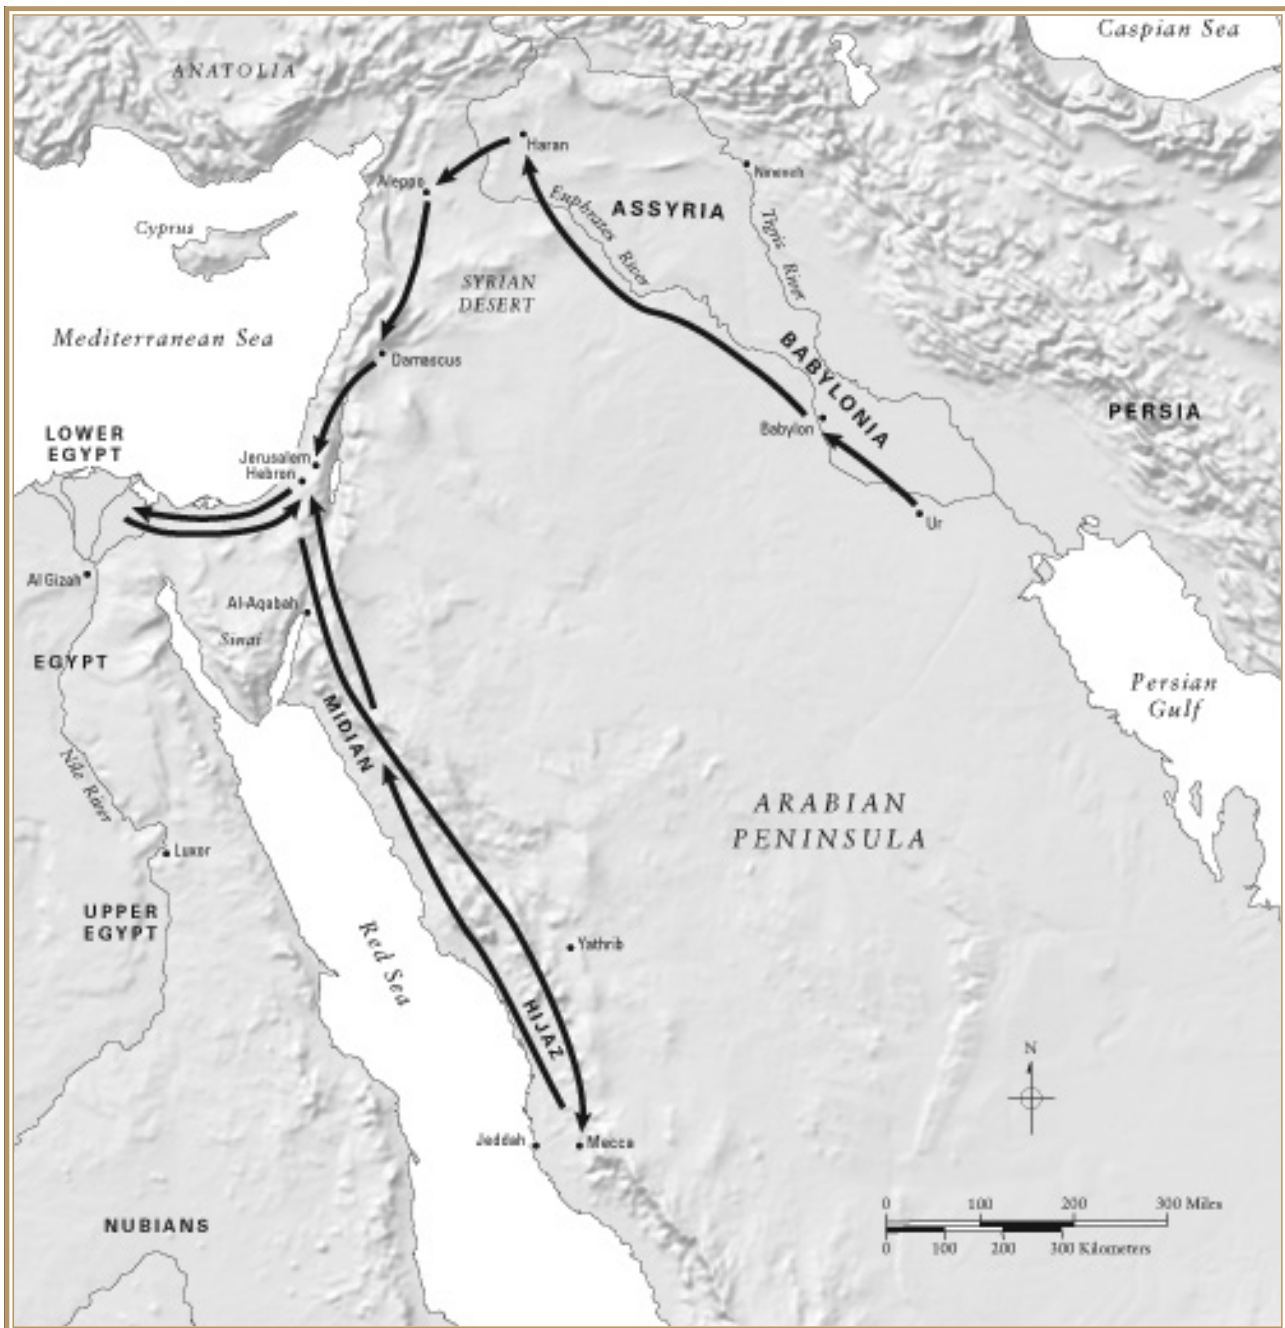 Caspian Sea
ANATOLIA
Haran
Aleppo
Nineveh
Euphrates River
ASSYRIA
Tigris River
Cyprus
SYRIAN
DESERT
Mediterranean Sea
BABYLONIA
Damascus
PERSIA
Babylon
LOWER
EGYPT
Jerusalem
Hebron
Ur
Al Gizah
Al-Aqabah
Sinai
EGYPT
Persian
Gulf
MIDIAN
Nile River
ARABIAN
PENINSULA
Luxor
UPPER
EGYPT
Red Sea
Yathrib
HIJAZ
N
Jeddah
Mecca
0 100 200 300 Miles
0 100 200 300 Kilometers
NUBIANS